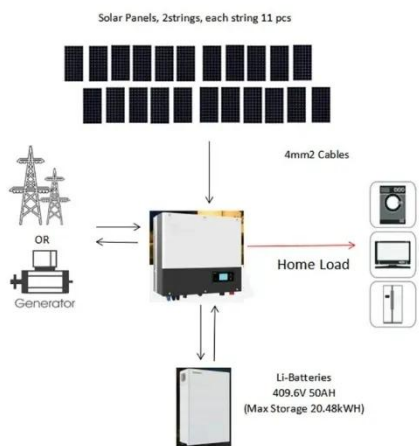 Solar Panels, 2strings, each string 11 pcs
4mm2 Cables
OR
Generator
Home Load
Li-Batteries
409.6V 50AH
(Max Storage 20.48kWH)